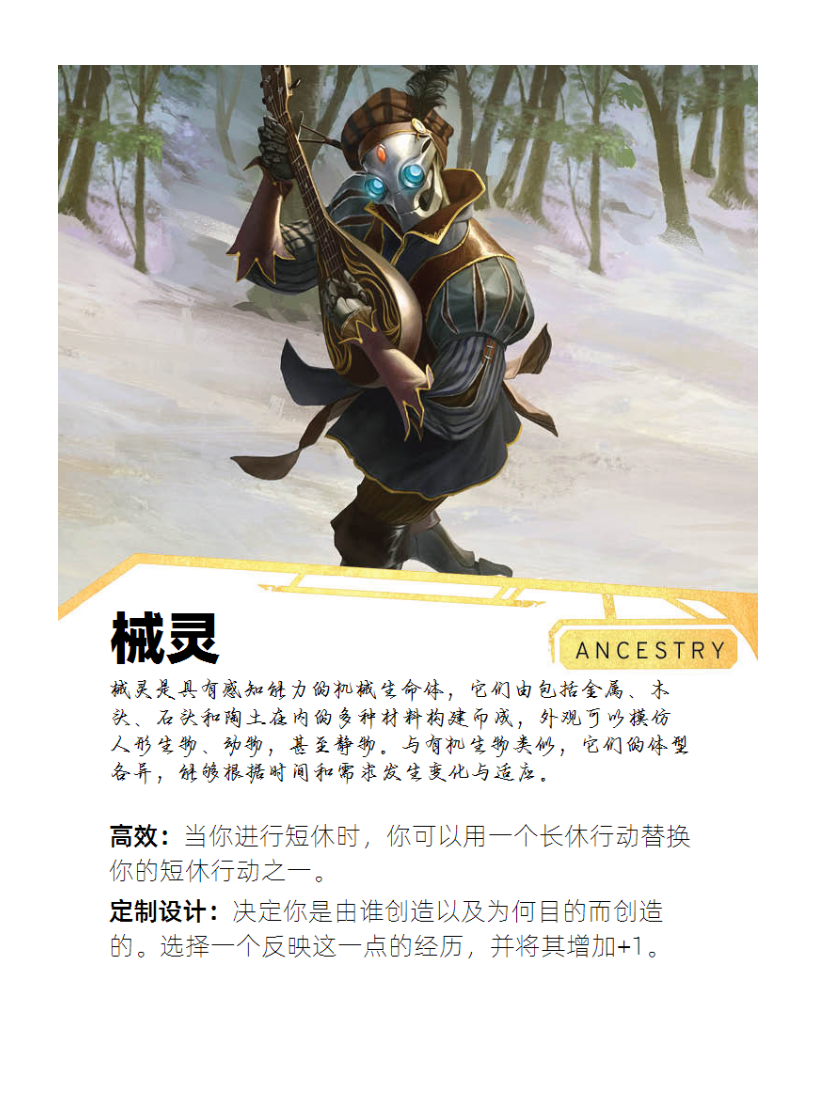 械灵
ANCESTRY
械灵是具有感知能力的机械生命体，它们由包括金属、木
头、石头和陶土在内的多种材料构建而成，外观可以模仿
人形生物、动物，甚至静物。与有机生物类似，它们的体型
各异，能够根据时间和需求发生变化与适应。
高效：当你进行短休时，你可以用一个长休行动替换
你的短休行动之一。
定制设计：决定你是由谁创造以及为何目的而创造
的。选择一个反映这一点的经历，并将其增加+1。